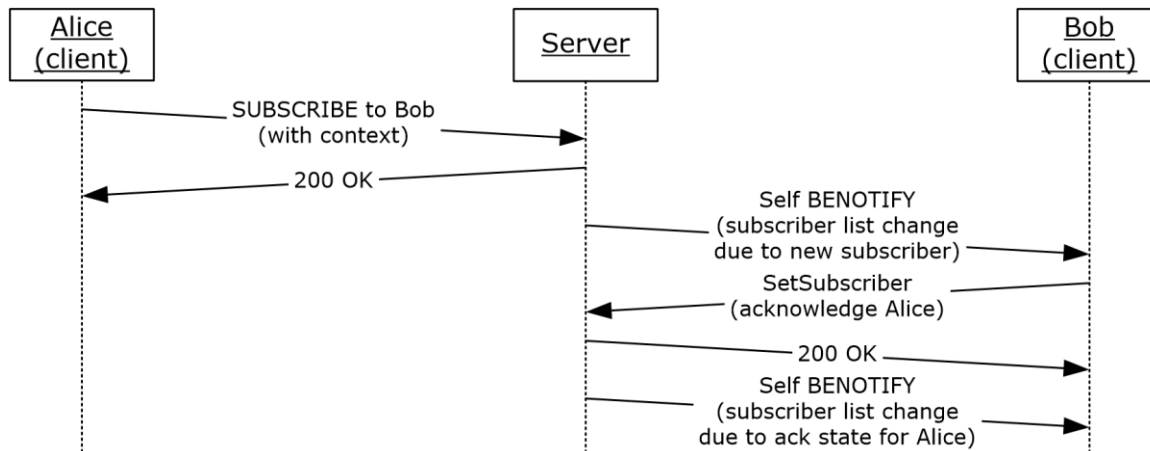 Alice
(client)
Server
Bob
(client)
SUBSCRIBE to Bob
(with context)
200 OK
Self BENOTIFY
(subscriber list change
due to new subscriber)
SetSubscriber
(acknowledge Alice)
200 OK
Self BENOTIFY
(subscriber list change
due to ack state for Alice)